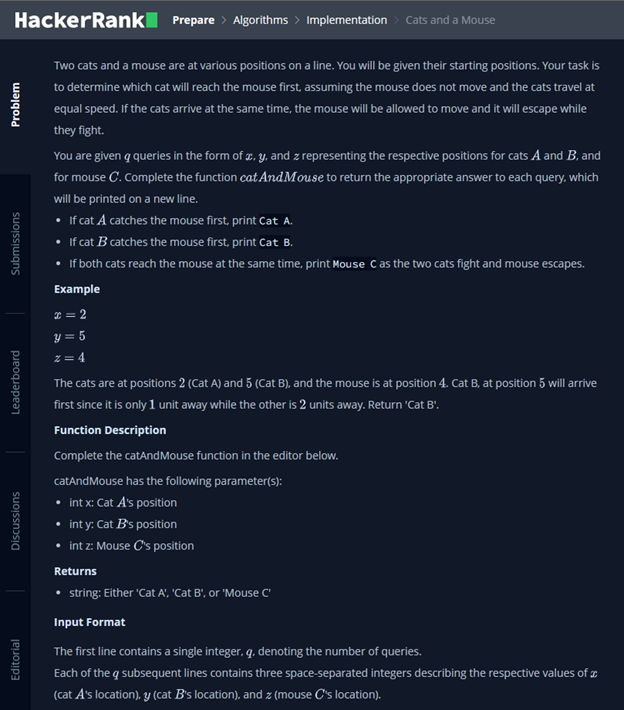 HackerRank Prepare > Algorithms > Implementation > Cats and a Mouse
Problem
Submissions
Leaderboard
Discussions
Editorial
Two cats and a mouse are at various positions on a line. You will be given their starting positions. Your task is
to determine which cat will reach the mouse first, assuming the mouse does not move and the cats travel at
equal speed. If the cats arrive at the same time, the mouse will be allowed to move and it will escape while
they fight.
You are given q queries in the form of x, y, and z representing the respective positions for cats A and B, and
for mouse C. Complete the function catAndMouse to return the appropriate answer to each query, which
will be printed on a new line.
• If cat A catches the mouse first, print Cat A.
• If cat B catches the mouse first, print Cat B.
• If both cats reach the mouse at the same time, print Mouse C as the two cats fight and mouse escapes.
Example
x = 2
y = 5
z = 4
The cats are at positions 2 (Cat A) and 5 (Cat B), and the mouse is at position 4. Cat B, at position 5 will arrive
first since it is only 1 unit away while the other is 2 units away. Return 'Cat B'.
Function Description
Complete the catAndMouse function in the editor below.
catAndMouse has the following parameter(s):
• int x: Cat A's position
• int y: Cat B's position
• int z: Mouse C's position
Returns
• string: Either 'Cat A', 'Cat B', or 'Mouse C'
Input Format
The first line contains a single integer, q, denoting the number of queries.
Each of the q subsequent lines contains three space-separated integers describing the respective values of x
(cat A's location), y (cat B's location), and z (mouse C's location).